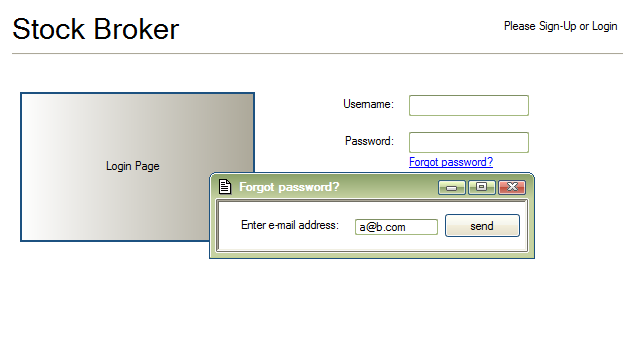 Stock Broker
Please Sign-Up or Login
Username:
Password:
Login Page
Forgot password?
Forgot password?
Enter e-mail address:
a@b.com
send